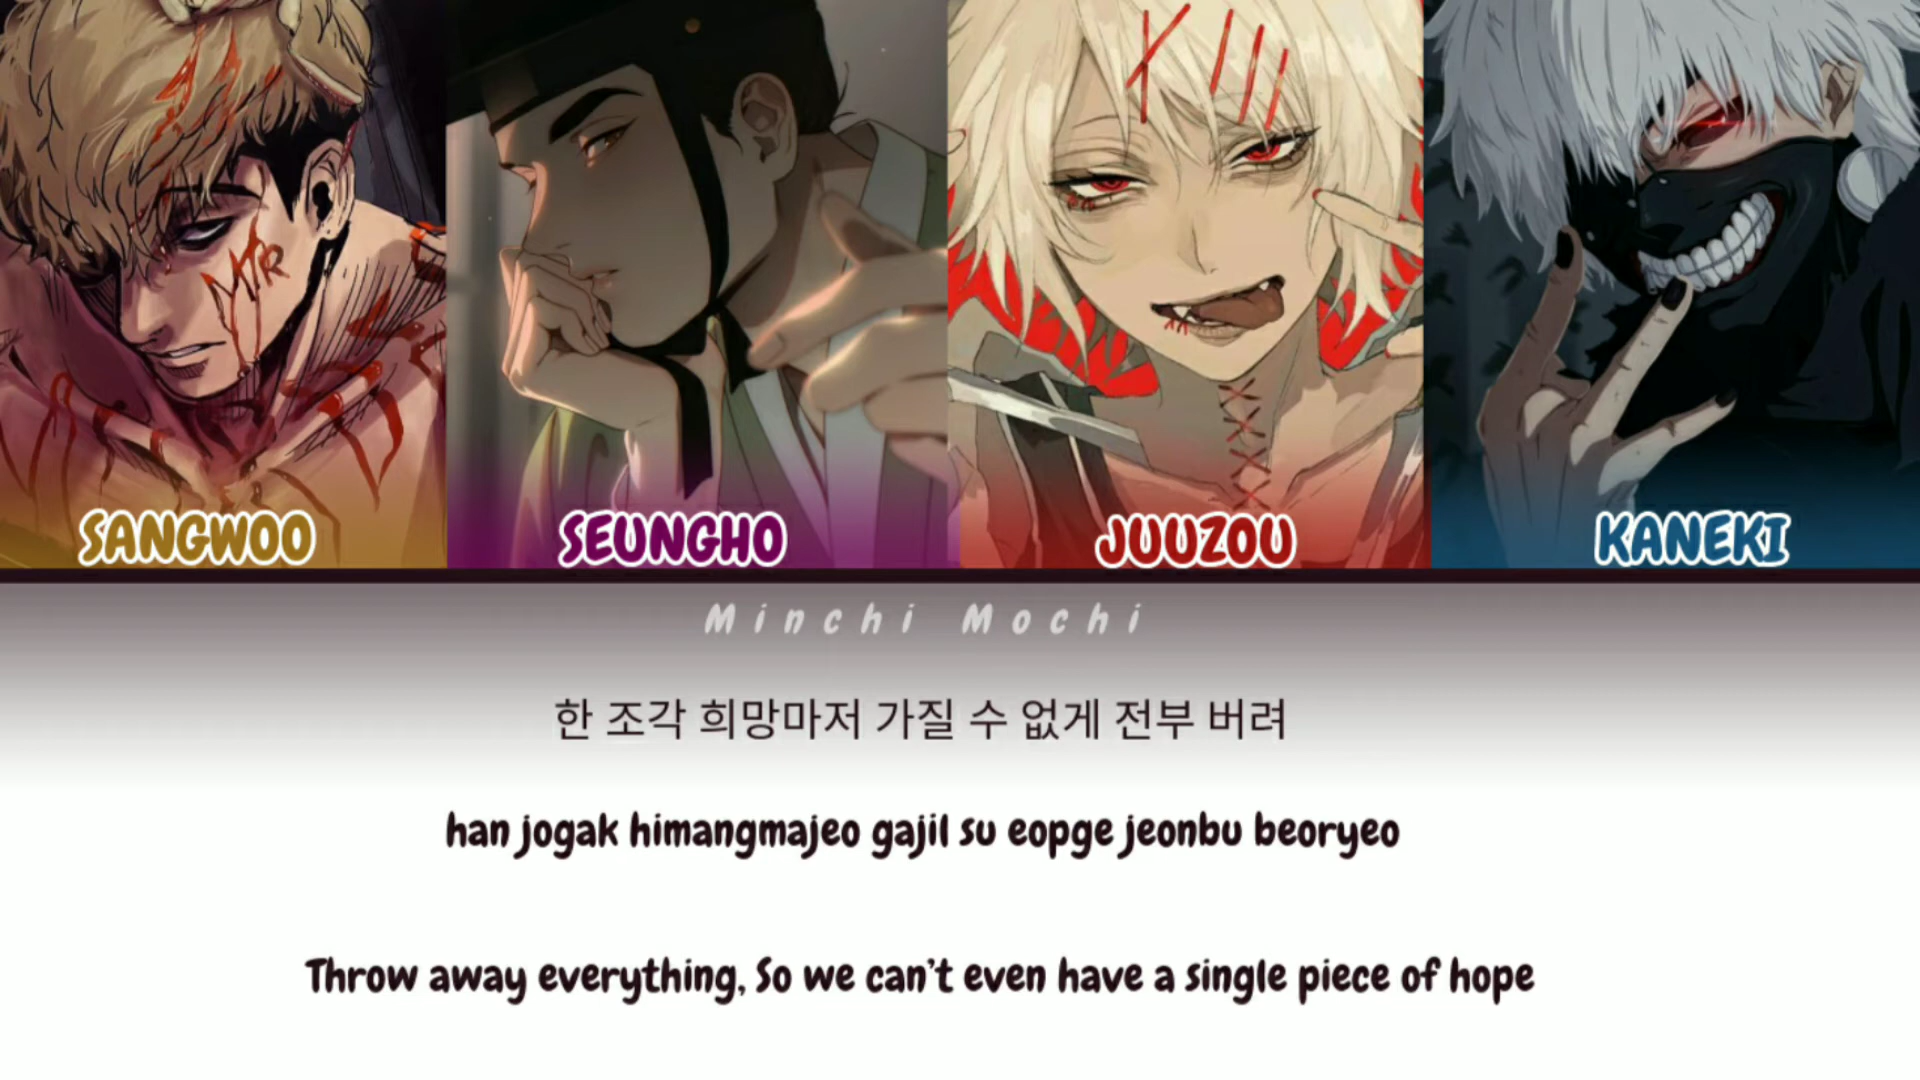 MTR
SANGWOO
SEUNGHO
JUUZOU
KANEKI
Minchi Mochi
한 조각 희망마저 가질 수 없게 전부 버려
han jogak himangmajeo gajil su eopge jeonbu beoryeo
Throw away everything, So we can't even have a single piece of hope